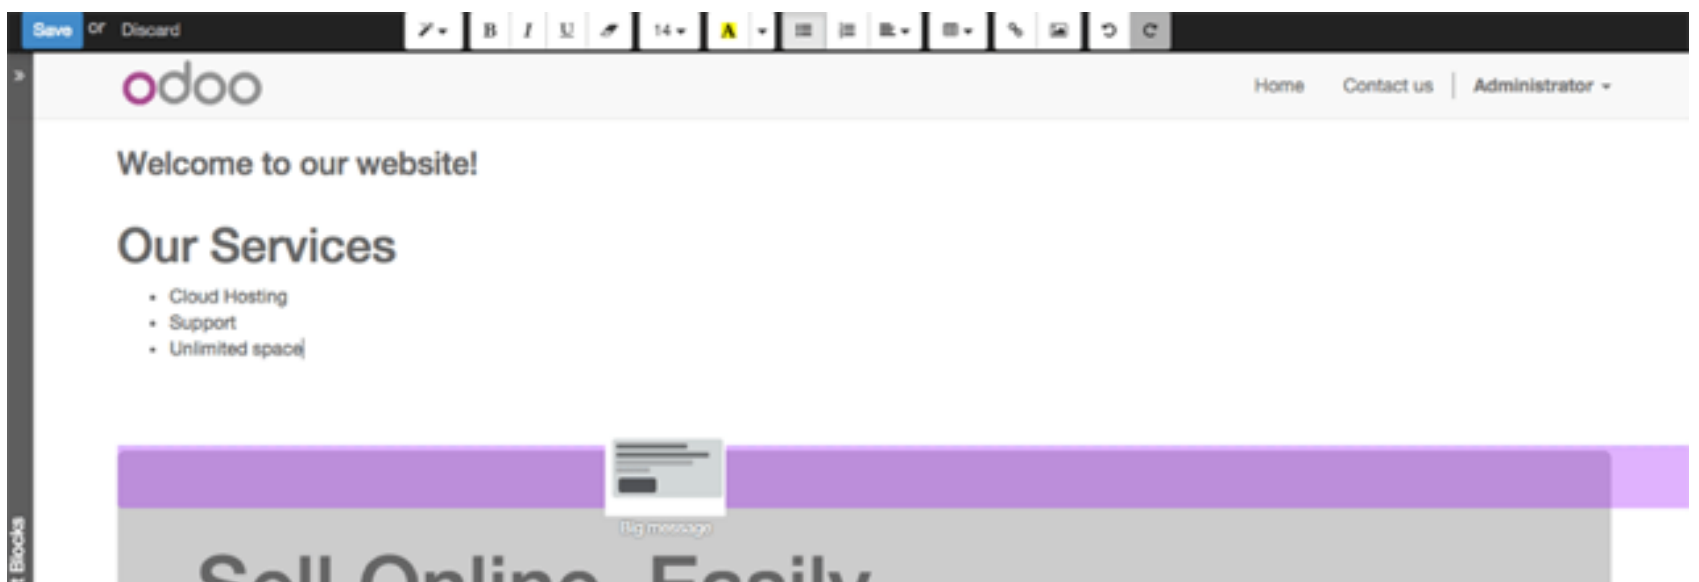 Save or Discard B I U 14 A
odoo Home Contact us Administrator
Welcome to our website!
Our Services
• Cloud Hosting
• Support
• Unlimited space
Big message
Sell Online. Easily
Blocks